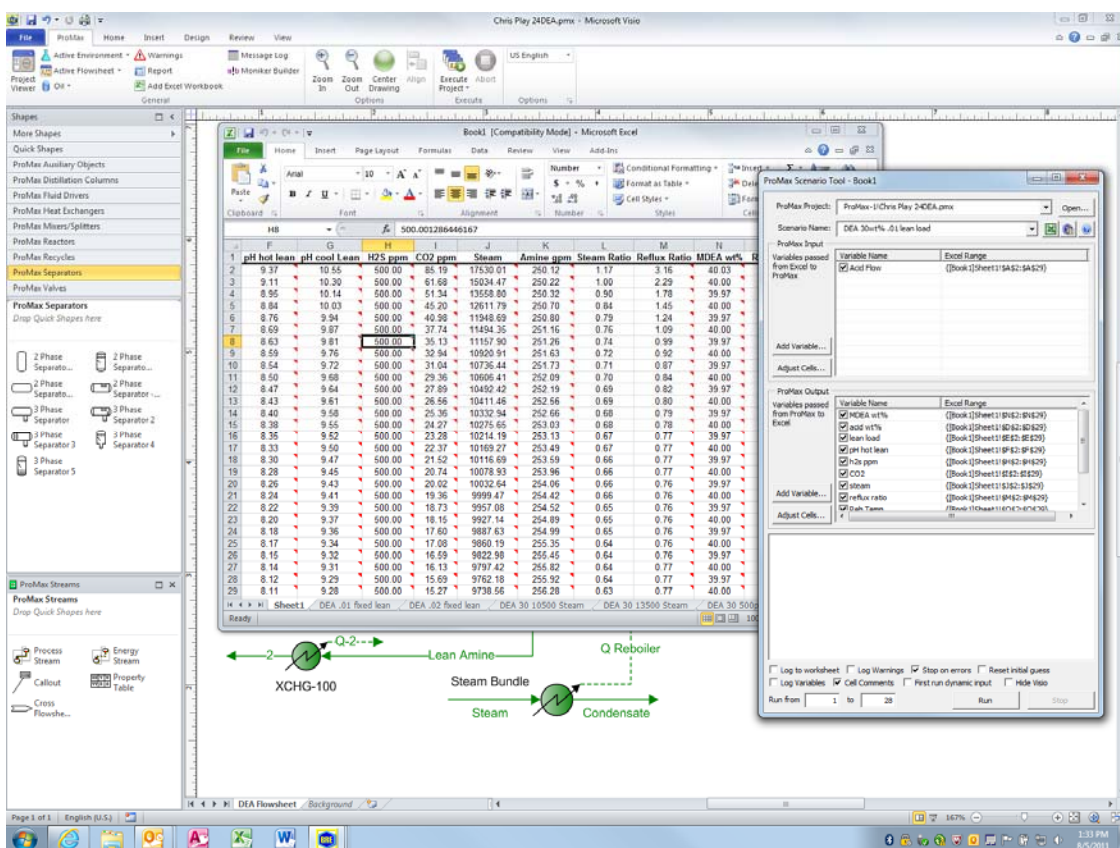 Chris Play 24DEA.pmx - Microsoft Visio
File ProMax Home Insert Design Review View
Project Viewer
Active Environment
Active Flowsheet
Oil
Warnings
Report
Add Excel Workbook
General
Message Log
Moniker Builder
Zoom In
Zoom Out
Center Drawing
Align
Options
Execute Project
Abort
Execute
US English
Options
Shapes
More Shapes
Quick Shapes
ProMax Auxiliary Objects
ProMax Distillation Columns
ProMax Fluid Drivers
ProMax Heat Exchangers
ProMax Mixers/Splitters
ProMax Reactors
ProMax Recycles
ProMax Separators
ProMax Valves
ProMax Separators
Drop Quick Shapes here
2 Phase Separato...
2 Phase Separato...
2 Phase Separator
2 Phase Separator -...
3 Phase Separator
3 Phase Separator 2
3 Phase Separator 3
3 Phase Separator 4
3 Phase Separator 5
ProMax Streams
ProMax Streams
Drop Quick Shapes here
Process Stream
Energy Stream
Callout
Property Table
Cross Flowshe...
Book1 [Compatibility Mode] - Microsoft Excel
File Home Insert Page Layout Formulas Data Review View Add-Ins
Paste
Clipboard
Arial 10
B I U
Font
Alignment
Number
$ % ,
Number
Conditional Formatting
Format as Table
Cell Styles
Styles
H8 fx 500.001286446167
F G H I J K L M N
1 pH hot lean pH cool Lean H2S ppm CO2 ppm Steam Amine gpm Steam Ratio Reflux Ratio MDEA wt%
2 9.37 10.55 500.00 85.19 17530.01 250.12 1.17 3.16 40.03
3 9.11 10.30 500.00 61.68 15034.47 250.22 1.00 2.29 39.97
4 8.95 10.14 500.00 51.34 13558.80 250.32 0.90 1.78 39.97
5 8.84 10.03 500.00 45.20 12611.79 250.70 0.84 1.45 40.00
6 8.76 9.94 500.00 40.98 11948.69 250.80 0.79 1.24 39.97
7 8.69 9.87 500.00 37.74 11494.35 251.16 0.76 1.09 40.00
8 8.63 9.81 500.00 35.13 11157.90 251.26 0.74 0.99 39.97
9 8.59 9.76 500.00 32.94 10920.91 251.63 0.72 0.92 40.00
10 8.54 9.72 500.00 31.04 10736.44 251.73 0.71 0.87 39.97
11 8.50 9.68 500.00 29.36 10606.41 252.09 0.70 0.84 40.00
12 8.47 9.64 500.00 27.89 10492.42 252.19 0.69 0.82 39.97
13 8.43 9.61 500.00 26.56 10411.46 252.56 0.69 0.80 40.00
14 8.40 9.58 500.00 25.36 10332.94 252.66 0.68 0.79 39.97
15 8.38 9.55 500.00 24.27 10275.65 253.03 0.68 0.78 40.00
16 8.35 9.52 500.00 23.28 10214.19 253.13 0.67 0.77 39.97
17 8.33 9.50 500.00 22.37 10169.27 253.49 0.67 0.77 40.00
18 8.30 9.47 500.00 21.52 10116.69 253.59 0.66 0.77 39.97
19 8.28 9.45 500.00 20.74 10078.93 253.96 0.66 0.77 40.00
20 8.26 9.43 500.00 20.02 10032.64 254.06 0.66 0.76 39.97
21 8.24 9.41 500.00 19.36 9999.47 254.42 0.66 0.76 40.00
22 8.22 9.39 500.00 18.73 9957.08 254.52 0.65 0.76 39.97
23 8.20 9.37 500.00 18.15 9927.14 254.89 0.65 0.76 40.00
24 8.18 9.36 500.00 17.60 9887.63 254.99 0.65 0.76 39.97
25 8.17 9.34 500.00 17.08 9860.19 255.35 0.64 0.76 40.00
26 8.15 9.32 500.00 16.59 9822.98 255.45 0.64 0.76 39.97
27 8.14 9.31 500.00 16.13 9797.42 255.82 0.64 0.77 40.00
28 8.12 9.29 500.00 15.69 9762.18 255.92 0.64 0.77 39.97
29 8.11 9.28 500.00 15.27 9738.56 256.28 0.63 0.77 40.00
Sheet1 DEA .01 fixed lean DEA .02 fixed lean DEA 30 10500 Steam DEA 30 13500 Steam
Ready
ProMax Scenario Tool - Book1
ProMax Project: ProMax-1!Chris Play 24DEA.pmx Open...
Scenario Name: DEA 30wt% .01 lean load
ProMax Input
Variables passed from Excel to ProMax
Variable Name Excel Range
Acid Flow {[Book1]Sheet1!$A$2:$A$29}
Add Variable...
Adjust Cells...
ProMax Output
Variables passed from ProMax to Excel
Variable Name Excel Range
MDEA wt% {[Book1]Sheet1!$N$2:$N$29}
acid wt% {[Book1]Sheet1!$D$2:$D$29}
lean load {[Book1]Sheet1!$E$2:$E$29}
pH hot lean {[Book1]Sheet1!$F$2:$F$29}
h2s ppm {[Book1]Sheet1!$H$2:$H$29}
CO2 {[Book1]Sheet1!$I$2:$I$29}
steam {[Book1]Sheet1!$J$2:$J$29}
reflux ratio {[Book1]Sheet1!$M$2:$M$29}
Add Variable...
Adjust Cells...
Log to worksheet Log Warnings Stop on errors Reset initial guess
Log Variables Cell Comments First run dynamic input Hide Visio
Run from 1 to 28 Run Stop
Q-2
2
Lean Amine
Q Reboiler
XCHG-100
Steam Bundle
Steam
Condensate
DEA Flowsheet Background
Page 1 of 1 English (U.S.) 167%
BRE
1:33 PM
8/5/2011